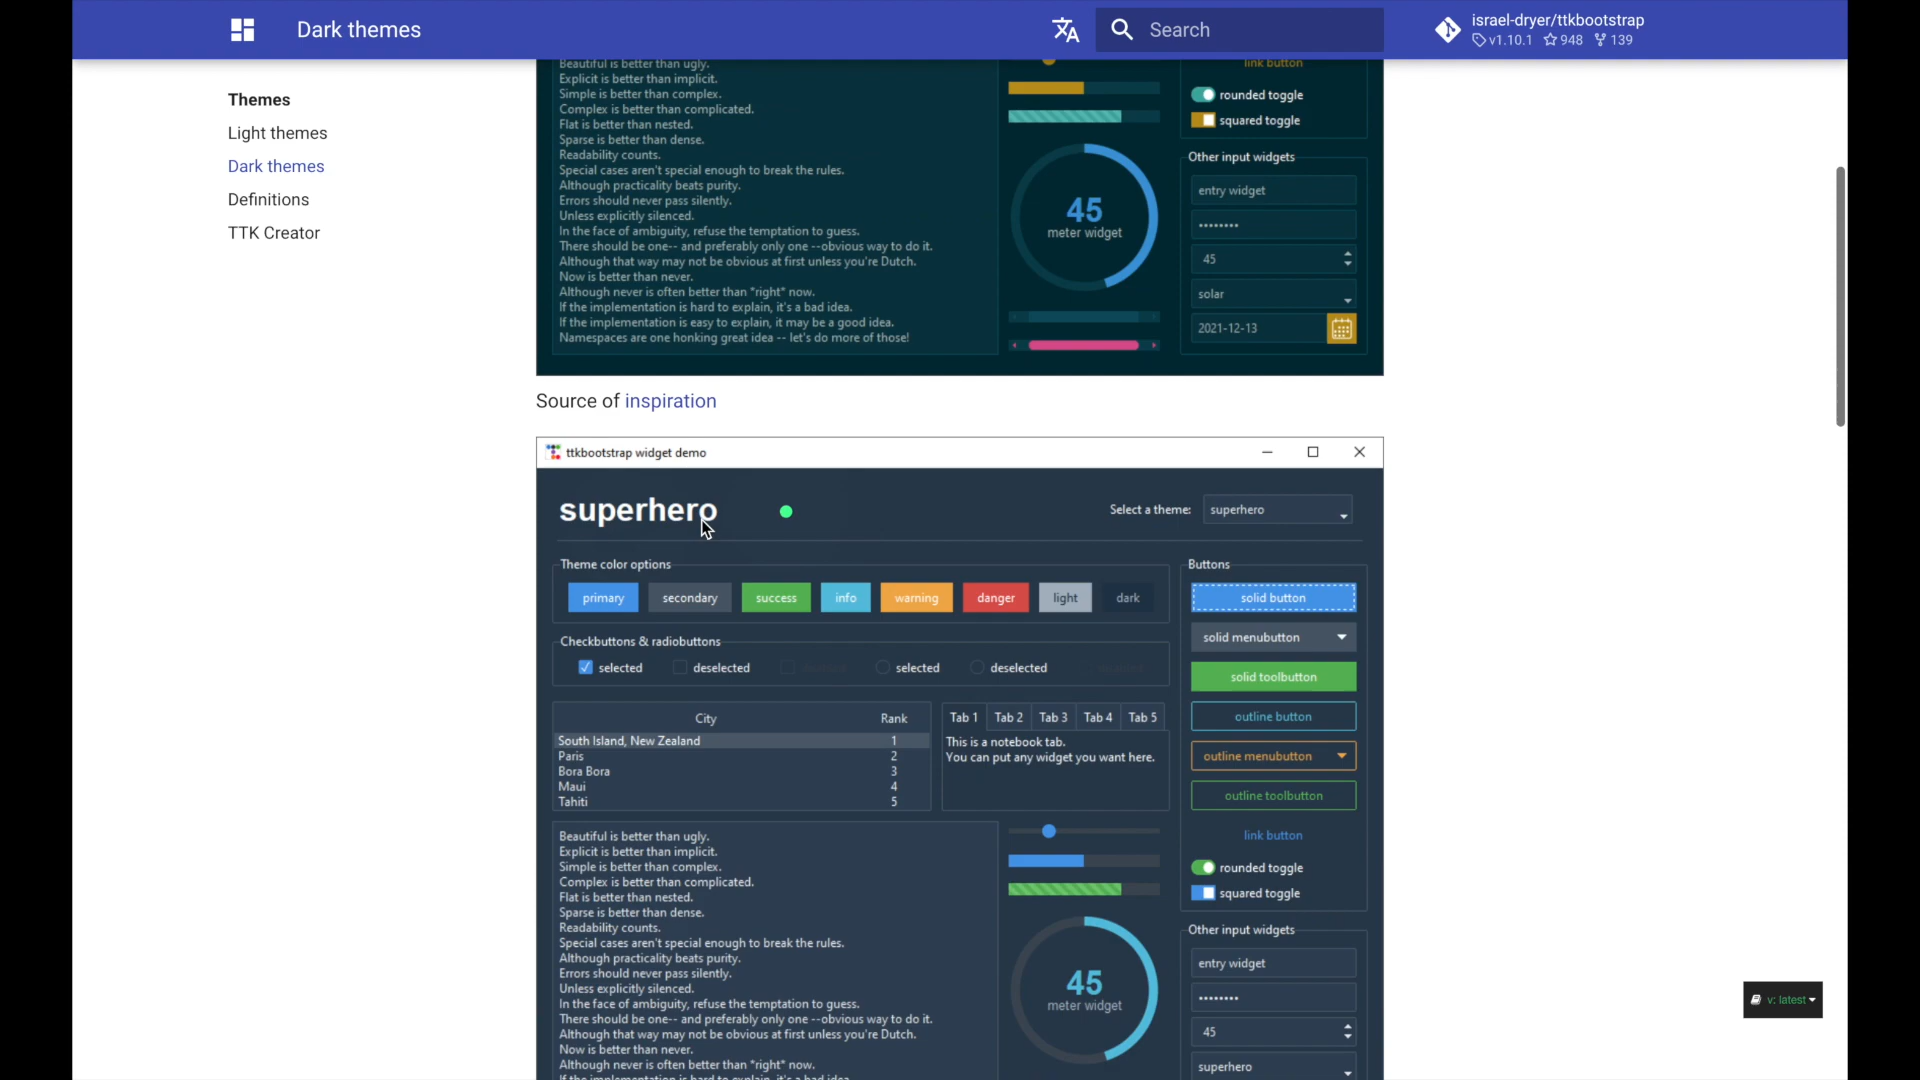 Dark themes
Search
israel-dryer/ttkbootstrap
v1.10.1 948 139
Themes
Light themes
Dark themes
Definitions
TTK Creator
Beautiful is better than ugly.
Explicit is better than implicit.
Simple is better than complex.
Complex is better than complicated.
Flat is better than nested.
Sparse is better than dense.
Readability counts.
Special cases aren't special enough to break the rules.
Although practicality beats purity.
Errors should never pass silently.
Unless explicitly silenced.
In the face of ambiguity, refuse the temptation to guess.
There should be one-- and preferably only one --obvious way to do it.
Although that way may not be obvious at first unless you're Dutch.
Now is better than never.
Although never is often better than *right* now.
If the implementation is hard to explain, it's a bad idea.
If the implementation is easy to explain, it may be a good idea.
Namespaces are one honking great idea -- let's do more of those!
45
meter widget
link button
rounded toggle
squared toggle
Other input widgets
entry widget
••••••••
45
solar
2021-12-13
Source of inspiration
ttkbootstrap widget demo
superhero
Select a theme: superhero
Theme color options
primary secondary success info warning danger light dark
Checkbuttons & radiobuttons
selected deselected selected deselected
City Rank
South Island, New Zealand 1
Paris 2
Bora Bora 3
Maui 4
Tahiti 5
Tab 1 Tab 2 Tab 3 Tab 4 Tab 5
This is a notebook tab.
You can put any widget you want here.
Beautiful is better than ugly.
Explicit is better than implicit.
Simple is better than complex.
Complex is better than complicated.
Flat is better than nested.
Sparse is better than dense.
Readability counts.
Special cases aren't special enough to break the rules.
Although practicality beats purity.
Errors should never pass silently.
Unless explicitly silenced.
In the face of ambiguity, refuse the temptation to guess.
There should be one-- and preferably only one --obvious way to do it.
Although that way may not be obvious at first unless you're Dutch.
Now is better than never.
Although never is often better than *right* now.
If the implementation is hard to explain, it's a bad idea.
45
meter widget
Buttons
solid button
solid menubutton
solid toolbutton
outline button
outline menubutton
outline toolbutton
link button
rounded toggle
squared toggle
Other input widgets
entry widget
••••••••
45
superhero
v: latest